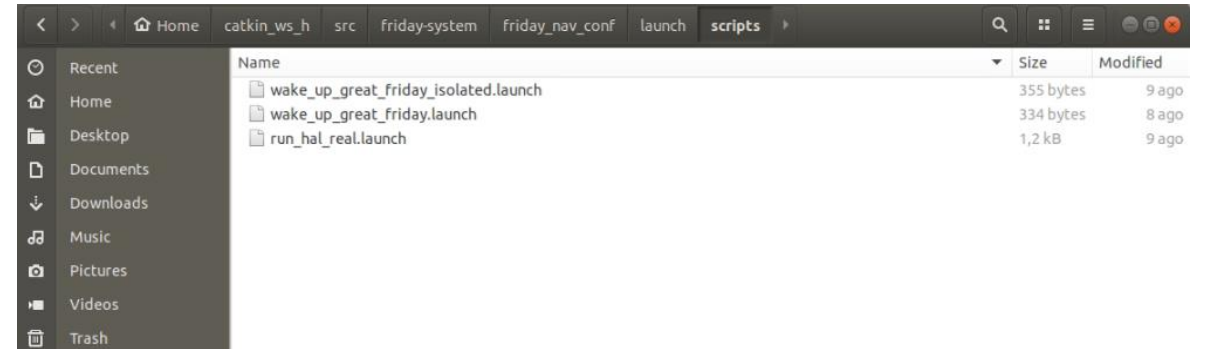 Home catkin_ws_h src friday-system friday_nav_conf launch scripts
Recent
Home
Desktop
Documents
Downloads
Music
Pictures
Videos
Trash
Name Size Modified
wake_up_great_friday_isolated.launch 355 bytes 9 ago
wake_up_great_friday.launch 334 bytes 8 ago
run_hal_real.launch 1,2 kB 9 ago